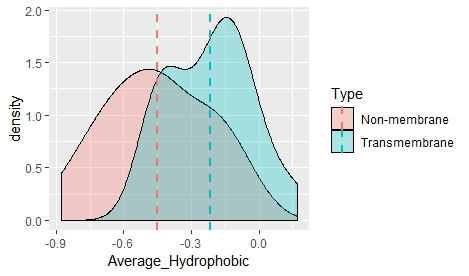 2.0
1.5
1.0
0.5
0.0
density
-0.9
-0.6
-0.3
0.0
Average_Hydrophobic
Type
Non-membrane
Transmembrane